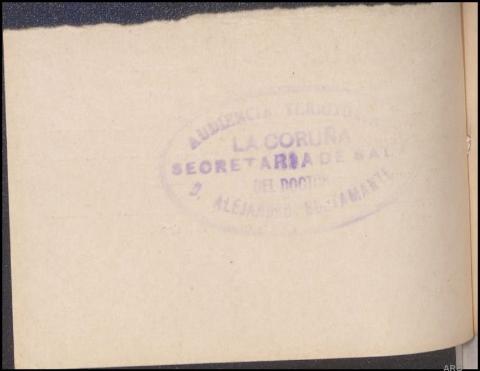 AUDIENCIA TERRITORIAL
LA CORUÑA
SECRETARIA DE SALA
DEL DOCTOR
D. ALEJANDRO BUSTAMANTE